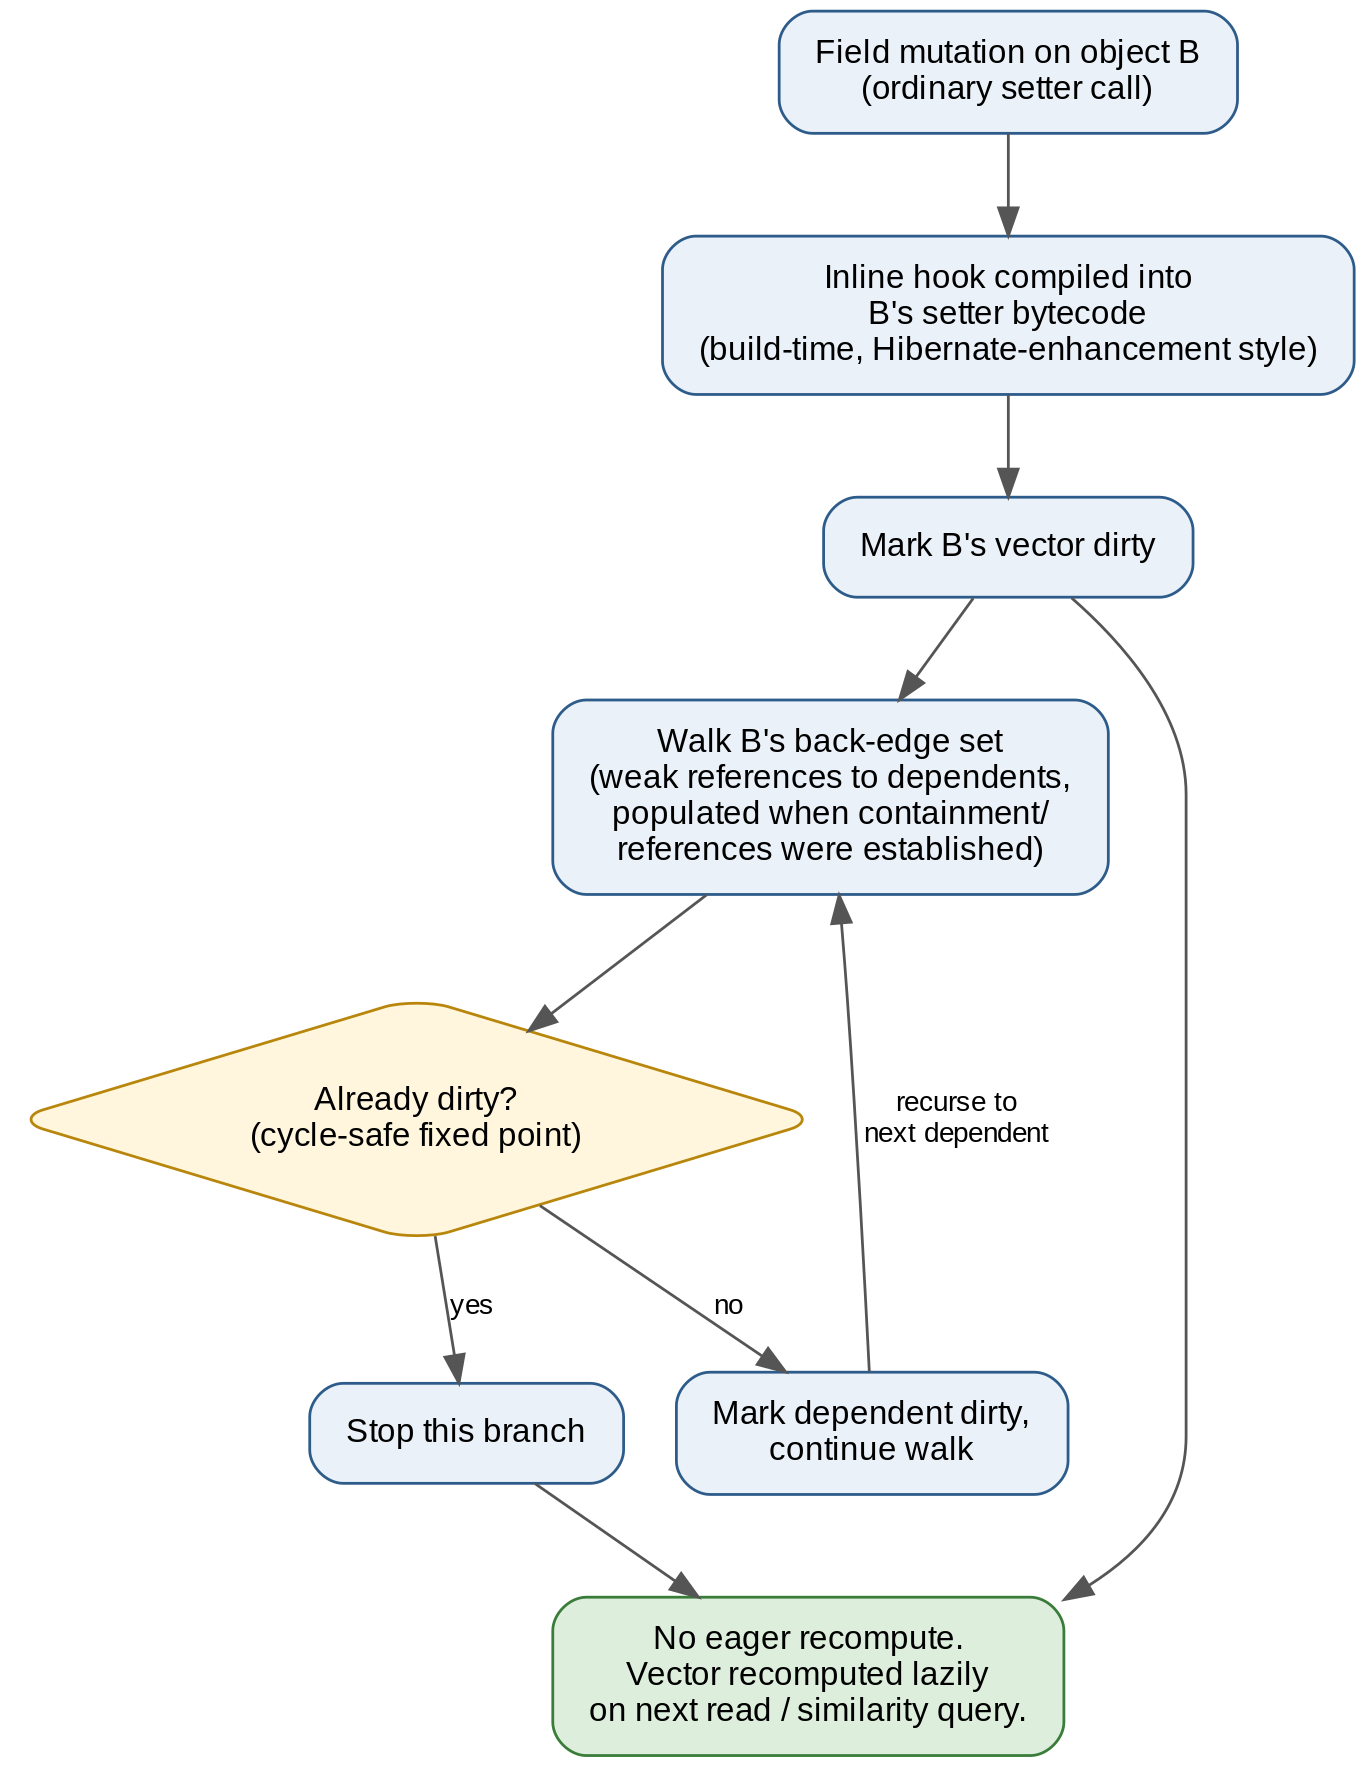 Field mutation on object B
(ordinary setter call)
Inline hook compiled into
B's setter bytecode
(build-time, Hibernate-enhancement style)
Mark B's vector dirty
Walk B's back-edge set
(weak references to dependents,
populated when containment/
references were established)
Already dirty?
(cycle-safe fixed point)
recurse to
next dependent
yes
no
Stop this branch
Mark dependent dirty,
continue walk
No eager recompute.
Vector recomputed lazily
on next read / similarity query.